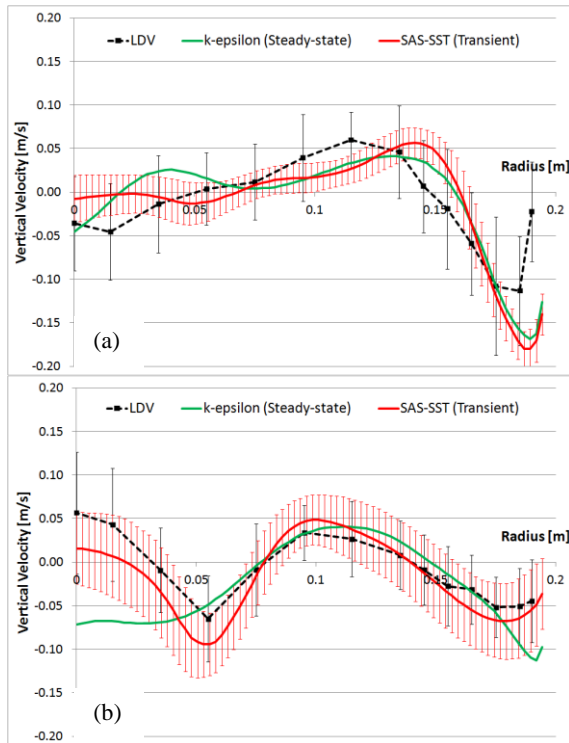 0.20
LDV k-epsilon (Steady-state) SAS-SST (Transient)
0.15
0.10
0.05
Radius [m]
0.00
0 0.05 0.1 0.15 0.2
-0.05
-0.10
-0.15
-0.20
Vertical Velocity [m/s]
(a)
0.20
LDV k-epsilon (Steady-state) SAS-SST (Transient)
0.15
0.10
0.05
Radius [m]
0.00
0 0.05 0.1 0.15 0.2
-0.05
-0.10
-0.15
-0.20
Vertical Velocity [m/s]
(b)